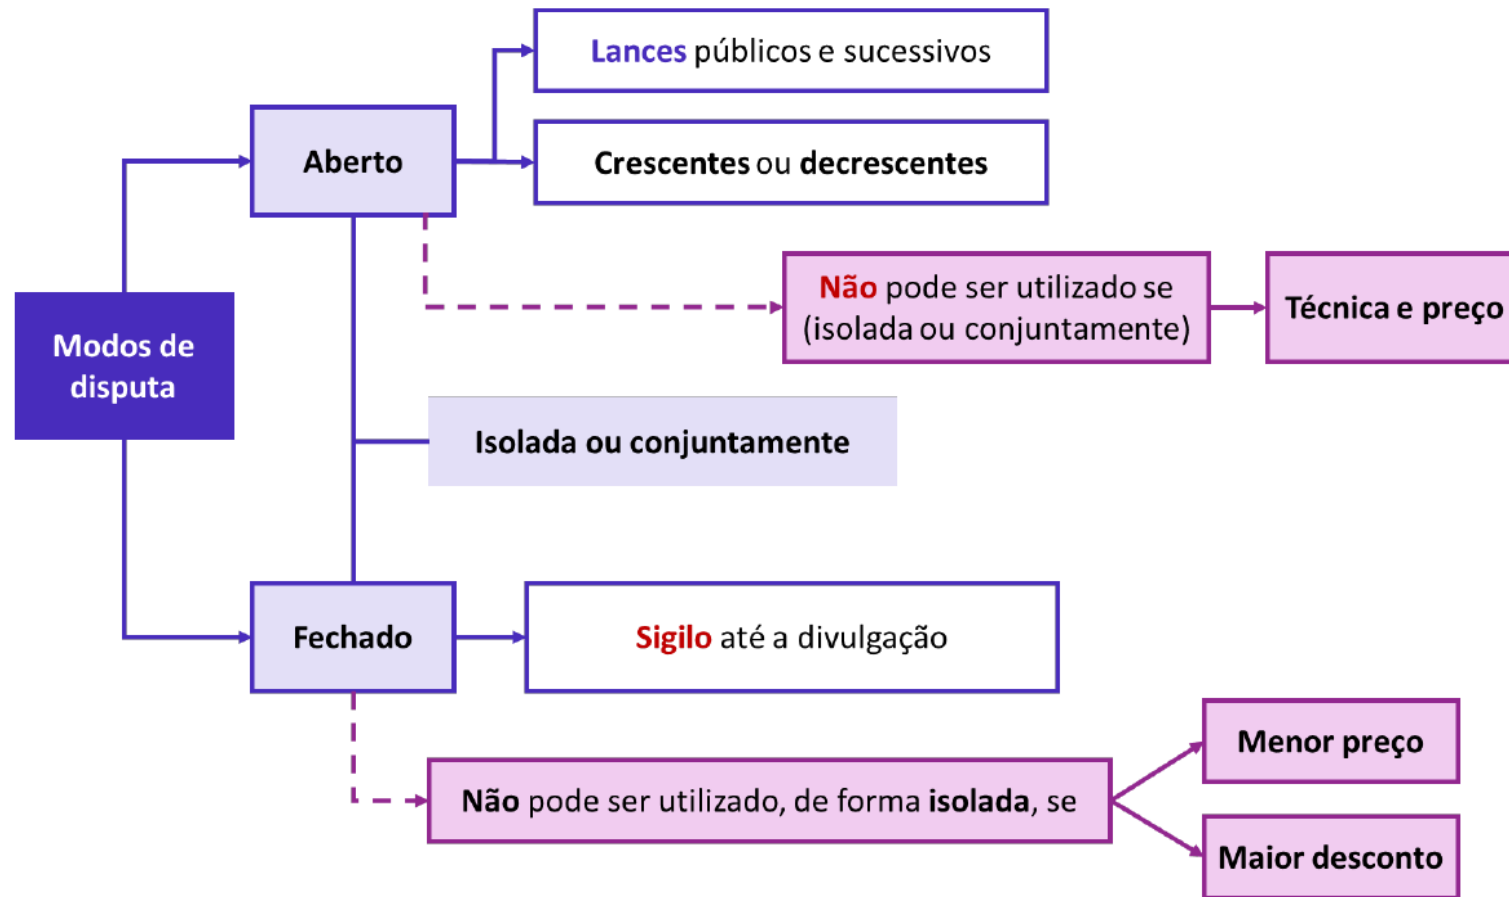 Lances públicos e sucessivos
Aberto
Crescentes ou decrescentes
Não pode ser utilizado se
(isolada ou conjuntamente)
Técnica e preço
Modos de
disputa
Isolada ou conjuntamente
Fechado
Sigilo até a divulgação
Menor preço
Não pode ser utilizado, de forma isolada, se
Maior desconto